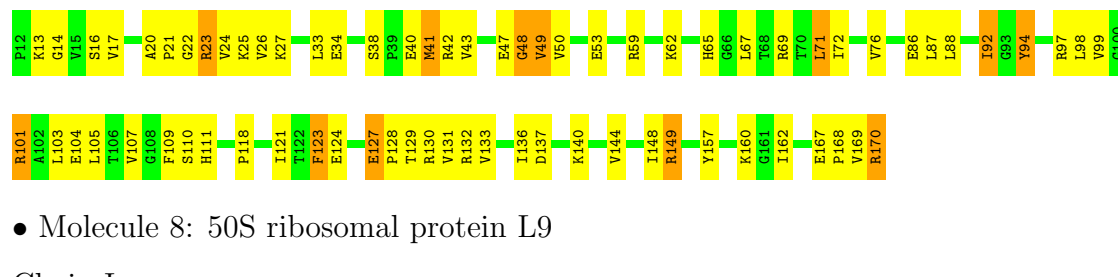 P12 K13 G14 V15 S16 V17 A20 P21 G22 R23 V24 K25 V26 K27 L33 E34 S38 P39 E40 M41 R42 V43 E47 G48 V49 V50 E53 R59 K62 H65 G66 L67 T68 R69 T70 L71 I72 V76 E86 L87 L88 I92 G93 Y94 R97 L98 V99 G100
R101 A102 L103 E104 L105 T106 V107 G108 F109 S110 H111 P118 I121 T122 F123 E124 E127 P128 T129 R130 V131 R132 V133 I136 D137 K140 V144 I148 R149 Y157 K160 G161 I162 E167 P168 V169 R170
• Molecule 8: 50S ribosomal protein L9